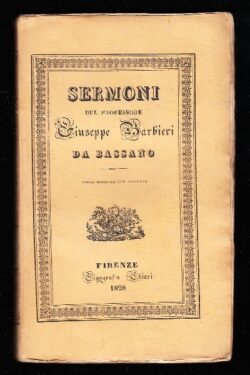 SERMONI
DEL PROFESSORE
Giuseppe Barbieri
DA BASSANO
FIRENZE
Tipografia Chiari
1828